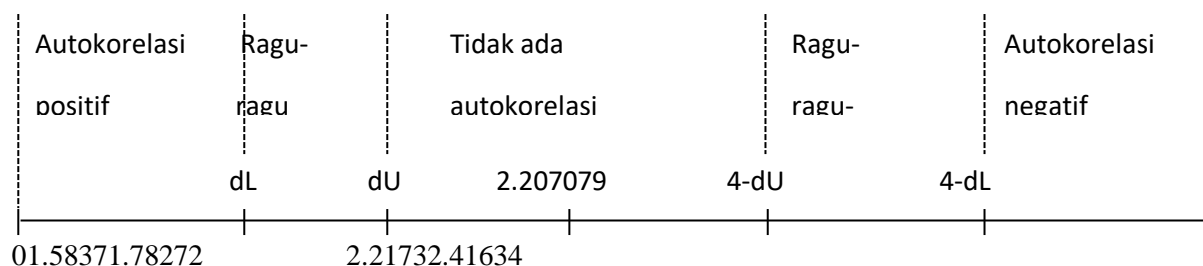 Autokorelasi Ragu- Tidak ada Ragu- Autokorelasi
positif ragu autokorelasi ragu- negatif
dL dU 2.207079 4-dU 4-dL
01.58371.78272 2.21732.41634